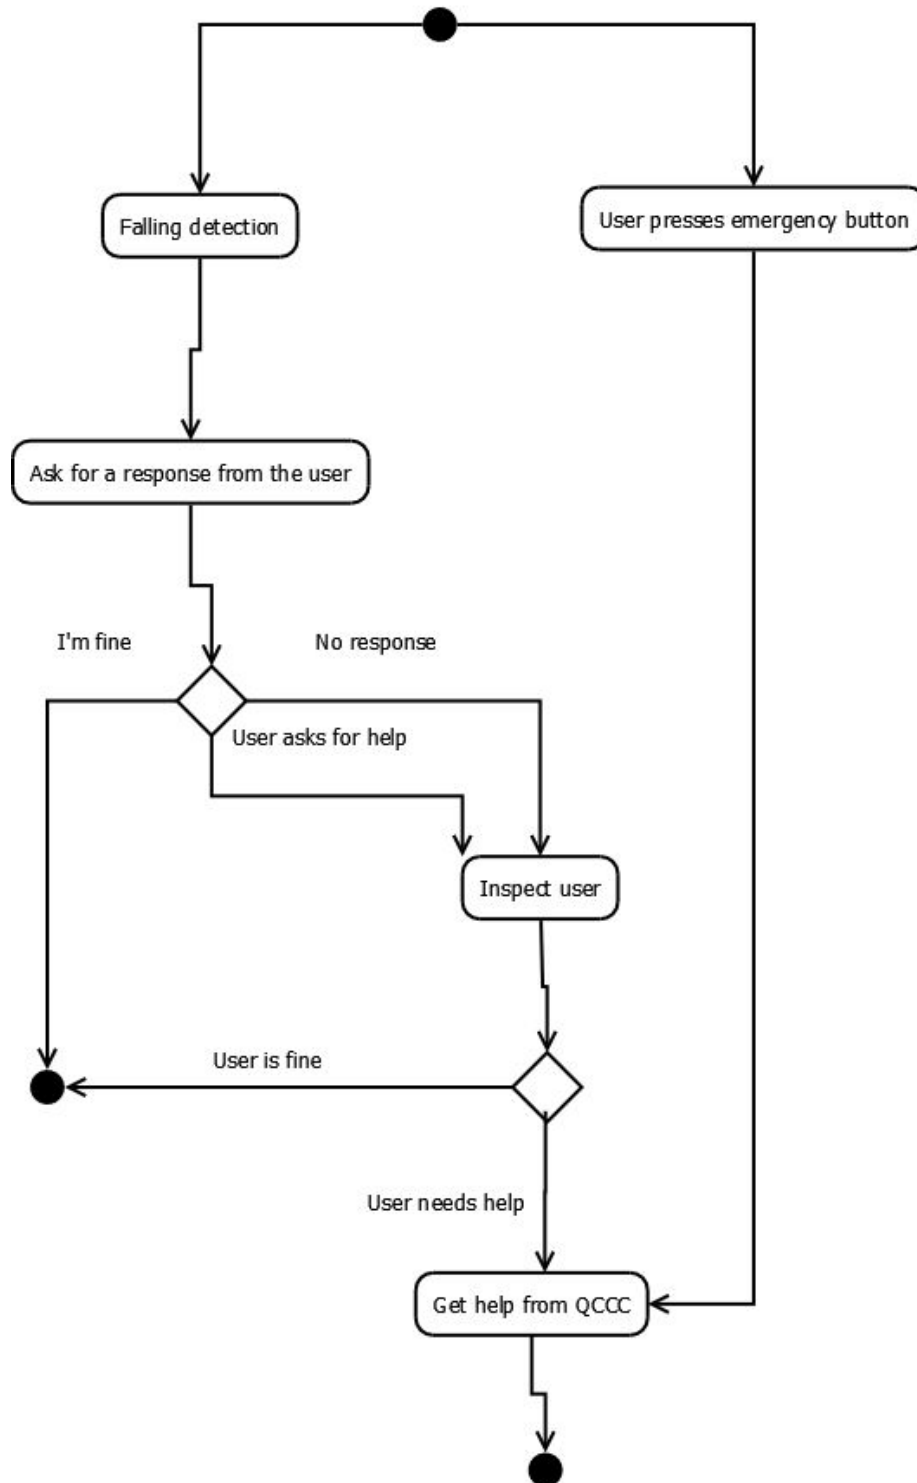 Falling detection
User presses emergency button
Ask for a response from the user
I'm fine
No response
User asks for help
Inspect user
User is fine
User needs help
Get help from QCCC